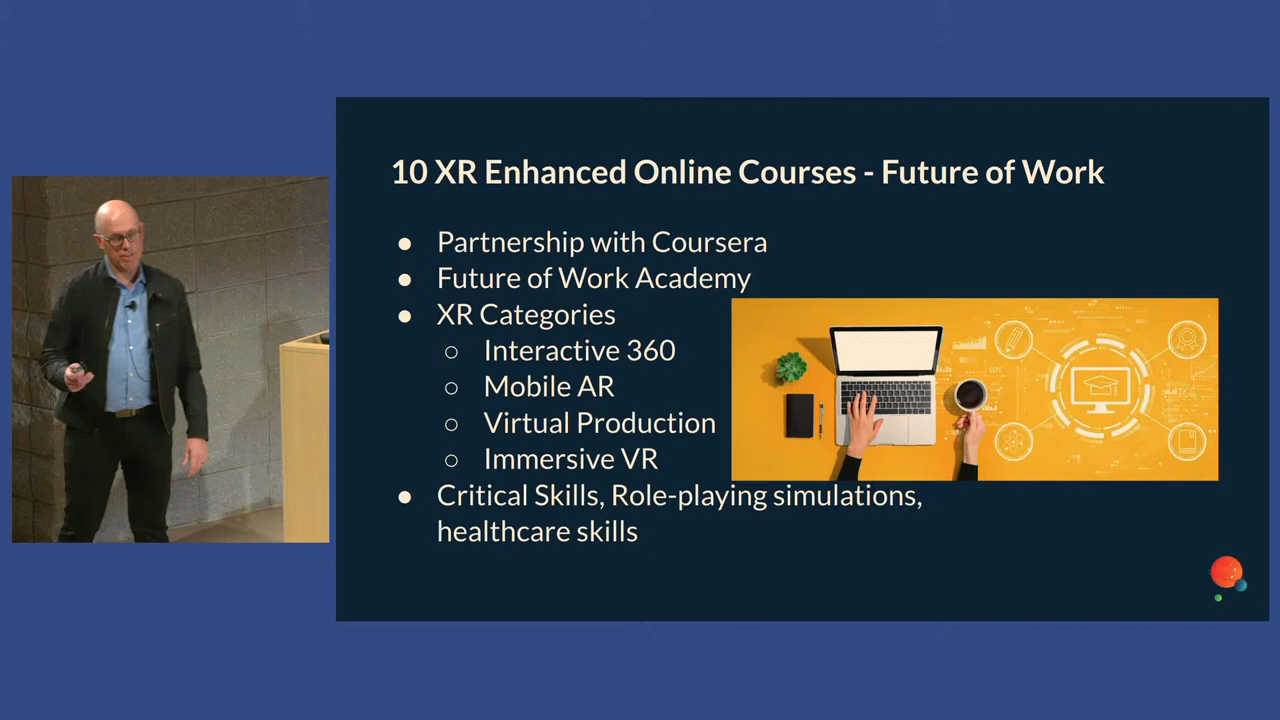 10 XR Enhanced Online Courses - Future of Work
● Partnership with Coursera
● Future of Work Academy
● XR Categories
○ Interactive 360
○ Mobile AR
○ Virtual Production
○ Immersive VR
● Critical Skills, Role-playing simulations,
healthcare skills